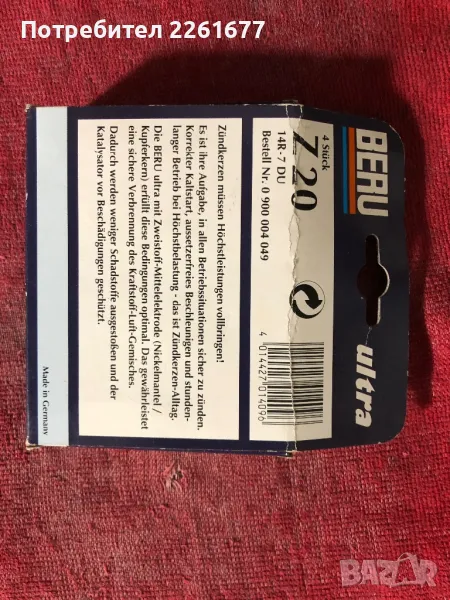 Потребител 2261677
BERU
ultra
4 Stück
Z 20
14R-7 DU
Bestell Nr. 0 900 004 049
4 014427 014096
Zündkerzen müssen Höchstleistungen vollbringen!
Es ist ihre Aufgabe, in allen Betriebssituationen sicher zu zünden.
Korrekter Kaltstart, aussetzerfreies Beschleunigen und stunden-
langer Betrieb bei Höchstbelastung - das ist Zündkerzen-Alltag.
Die BERU ultra mit Zweistoff-Mittelelektrode (Nickelmantel /
Kupferkern) erfüllt diese Bedingungen optimal. Das gewährleistet
eine sichere Verbrennung des Kraftstoff-Luft-Gemisches.
Dadurch werden weniger Schadstoffe ausgestoßen und der
Katalysator vor Beschädigungen geschützt.
Made in Germany
BAZAR